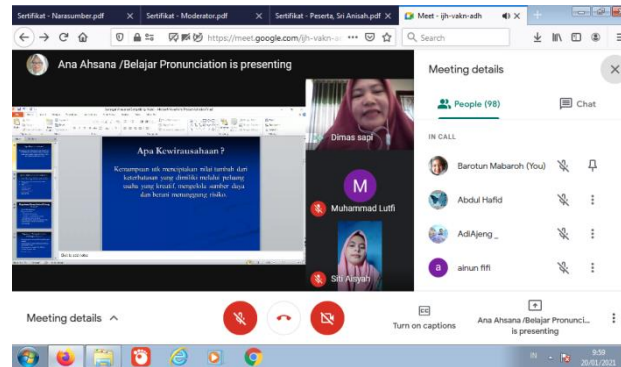 Sertifikat - Narasumber.pdf
Sertifikat - Moderator.pdf
Sertifikat - Peserta, Sri Anisah.pdf
Meet - ijh-vakn-adh
https://meet.google.com/ijh-vakn-a
Search
Ana Ahsana /Belajar Pronunciation is presenting
Apa Kewirausahaan ?
Kemampuan utk menciptakan nilai tambah dari
keterbatasan yang dimiliki melalui peluang
usaha yang kreatif, mengelola sumber daya
dan berani menanggung risiko.
Dimas sapi
M
Muhammad Lutfi
Siti Aisyah
Meeting details
People (98)
Chat
IN CALL
Barotun Mabaroh (You)
Abdul Hafid
AdiAjeng _
a
ainun fifi
Meeting details
CC
Turn on captions
Ana Ahsana /Belajar Pronunci...
is presenting
IN
9:59
20/01/2021